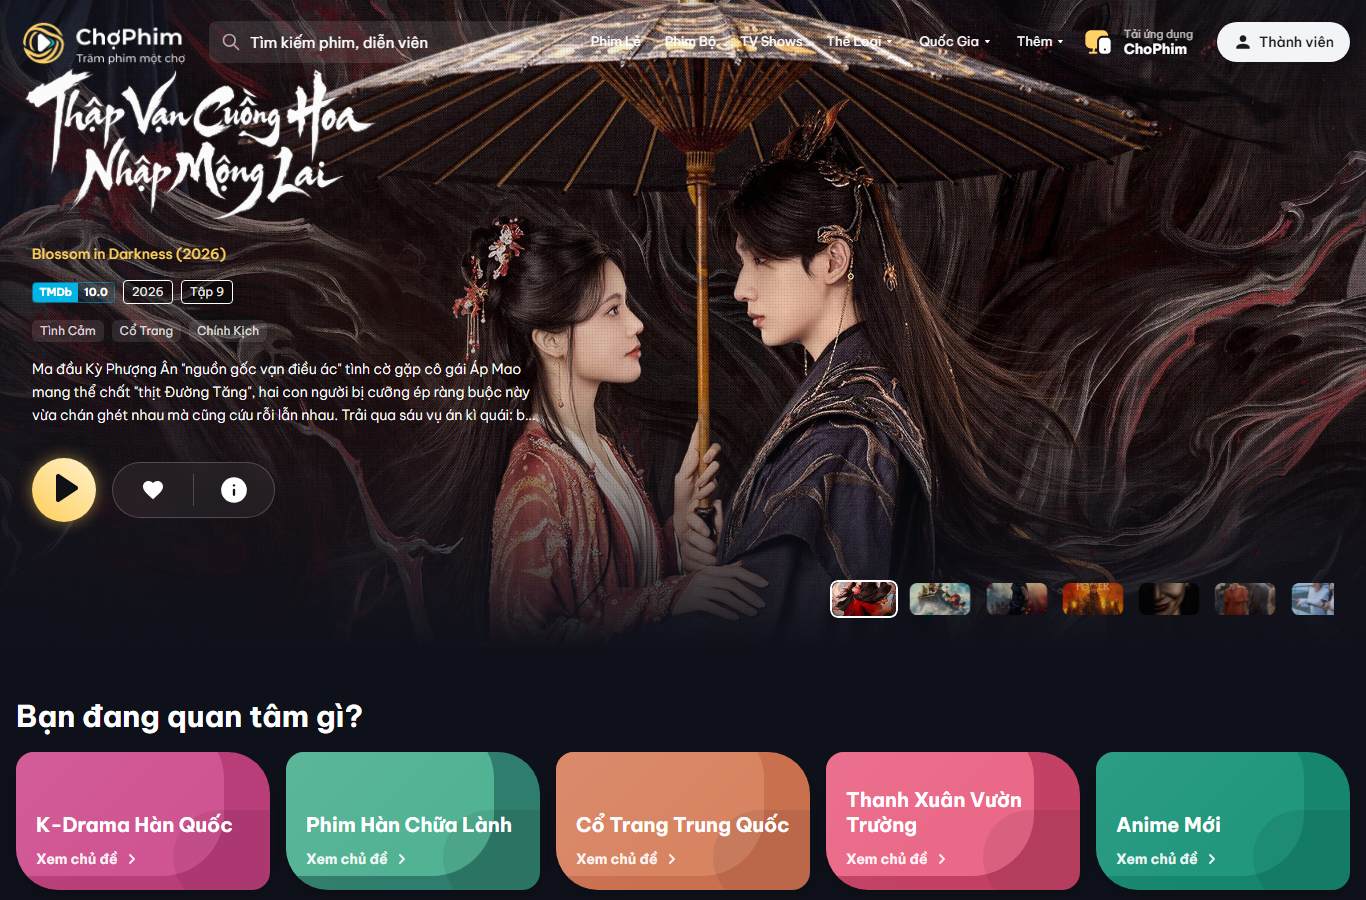 ChợPhim
Trăm phim một chợ
Tìm kiếm phim, diễn viên
Phim Lẻ
Phim Bộ
TV Shows
Thể Loại
Quốc Gia
Thêm
Tải ứng dụng
ChoPhim
Thành viên
Thập Vạn Cuồng Hoa
Nhập Mộng Lai
Blossom in Darkness (2026)
TMDb 10.0
2026
Tập 9
Tình Cảm
Cổ Trang
Chính Kịch
Ma đầu Kỳ Phượng Ân "nguồn gốc vạn điều ác" tình cờ gặp cô gái Áp Mao
mang thể chất "thịt Đường Tăng", hai con người bị cưỡng ép ràng buộc này
vừa chán ghét nhau mà cũng cứu rỗi lẫn nhau. Trải qua sáu vụ án kì quái: b...
Bạn đang quan tâm gì?
K-Drama Hàn Quốc
Xem chủ đề
Phim Hàn Chữa Lành
Xem chủ đề
Cổ Trang Trung Quốc
Xem chủ đề
Thanh Xuân Vườn
Trường
Xem chủ đề
Anime Mới
Xem chủ đề